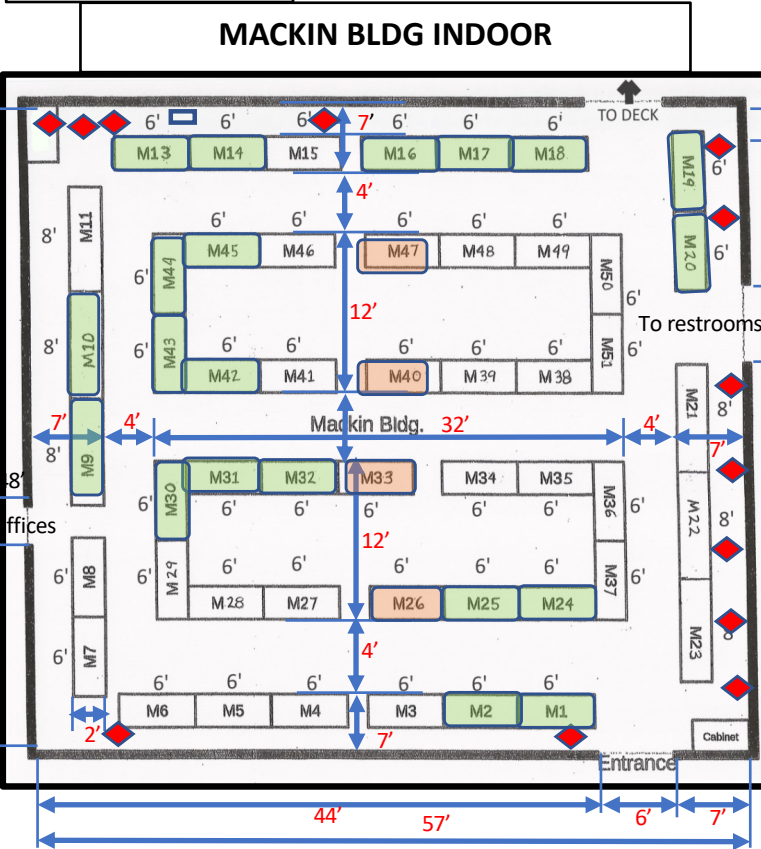 MACKIN BLDG INDOOR
TO DECK
6' 6' 6' 7' 6' 6' 6'
M13 M14 M15 M16 M17 M18
M19 6'
4'
M20 6'
8' M11
6' 6' 6' 6' 6'
M45 M46 M47 M48 M49
6' M44 M50 6'
12'
To restrooms
8' M10
6' M43 M51 6'
6' 6' 6' 6' 6'
M42 M41 M40 M39 M38
M21 8'
Mackin Bldg. 32'
7' 4' 4' 7'
8' M9
M31 M32 M33 M34 M35
6' M30 M36 6'
6' 6' 6' 6' 6'
8'
ffices
M22 8'
12'
6' M8
M29 M37 6'
6' 6' 6' 6' 6'
M28 M27 M26 M25 M24
6' M7
4'
M23
6' 6' 6' 6' 6' 6'
M6 M5 M4 M3 M2 M1
2' 7'
Cabinet
Entrance
44' 6' 7'
57'